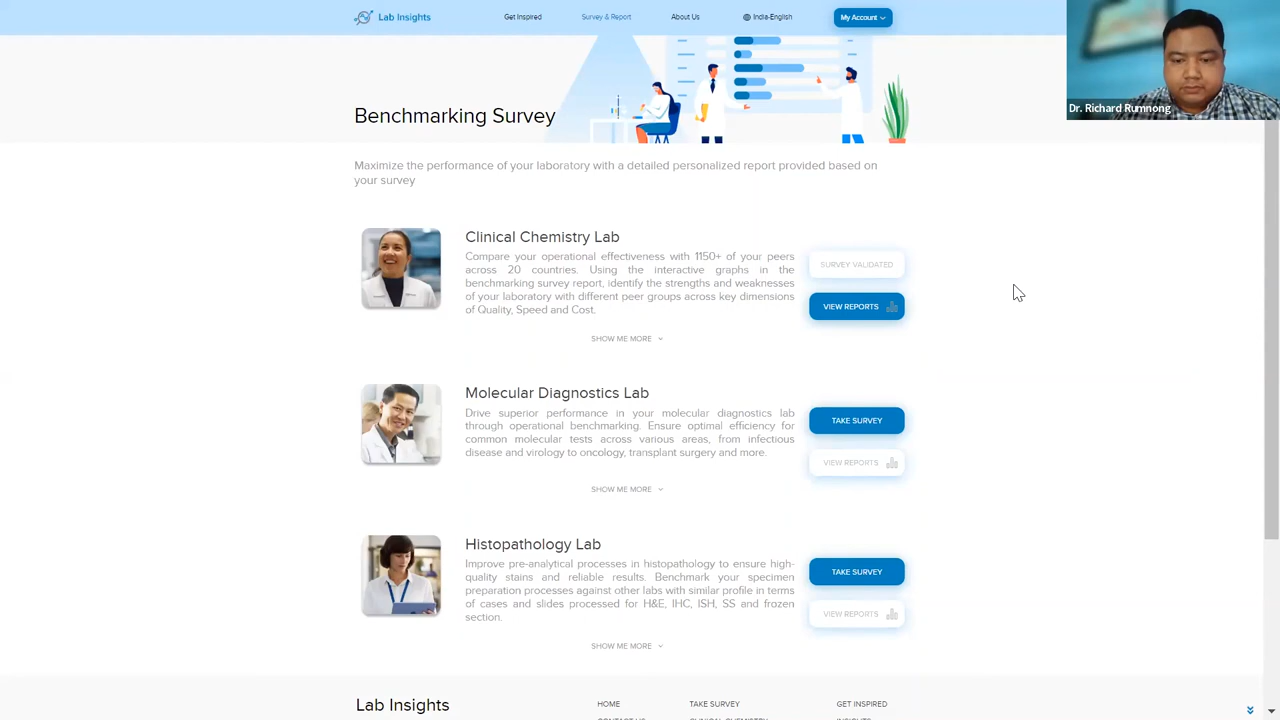 Lab Insights
Get Inspired
Survey & Report
About Us
India-English
My Account
Dr. Richard Rumnong
Benchmarking Survey
Maximize the performance of your laboratory with a detailed personalized report provided based on
your survey
Clinical Chemistry Lab
Compare your operational effectiveness with 1150+ of your peers
across 20 countries. Using the interactive graphs in the
benchmarking survey report, identify the strengths and weaknesses
of your laboratory with different peer groups across key dimensions
of Quality, Speed and Cost.
SHOW ME MORE
SURVEY VALIDATED
VIEW REPORTS
Molecular Diagnostics Lab
Drive superior performance in your molecular diagnostics lab
through operational benchmarking. Ensure optimal efficiency for
common molecular tests across various areas, from infectious
disease and virology to oncology, transplant surgery and more.
SHOW ME MORE
TAKE SURVEY
VIEW REPORTS
Histopathology Lab
Improve pre-analytical processes in histopathology to ensure high-
quality stains and reliable results. Benchmark your specimen
preparation processes against other labs with similar profile in terms
of cases and slides processed for H&E, IHC, ISH, SS and frozen
section.
SHOW ME MORE
TAKE SURVEY
VIEW REPORTS
Lab Insights
HOME
TAKE SURVEY
GET INSPIRED